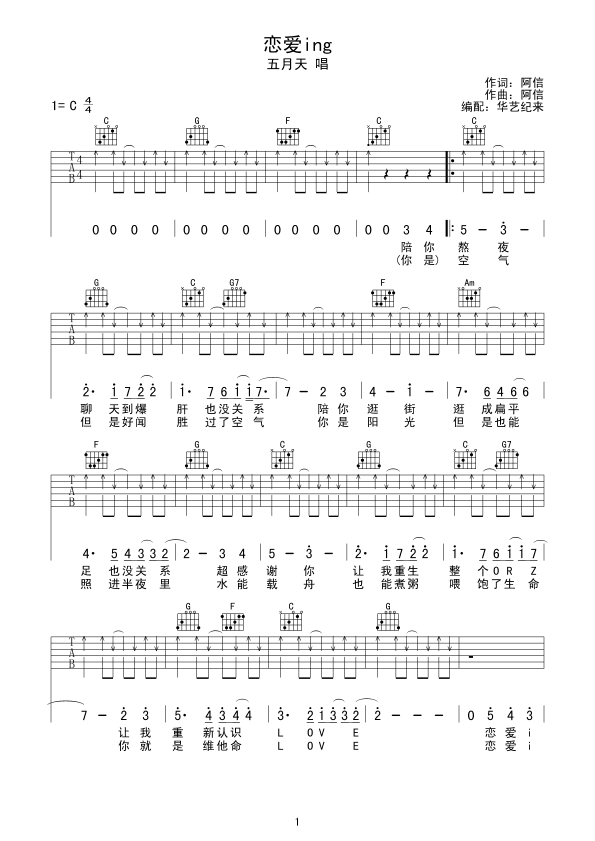 恋爱ing
五月天 唱
作词：阿信
作曲：阿信
编配：华艺纪来
1= C 4/4
C G F C C
T A B 4 4
0 0 0 0 0 0 0 0 0 0 0 0 0 0 3 4 5 - 3 -
陪 你 熬 夜
(你 是) 空 气
G C G7 F Am
T A B
2· 1 7 2 2 1· 7 6 1 1 7· 7 - 2 3 4 - 1 - 7· 6 4 6 6
聊 天到爆 肝 也没关 系 陪 你 逛 街 逛 成扁平
但 是好闻 胜 过了空 气 你 是 阳 光 但 是也能
F G C G C G7
T A B
4· 5 4 3 3 3 2 2 - 3 4 5 - 3 - 2· 1 7 2 2 1· 7 6 1 1 7
足 也没关 系 超 感 谢 你 让 我重生 整 个O R Z
照 进半夜 里 水 能 载 舟 也 能煮粥 喂 饱了生 命
G F C G
T A B
7 - 2 3 5· 4 3 4 4 3· 2 1 3 3 2 2 - - - 0 5 4 3
让 我 重 新认识 L O V E 恋 爱 i
你 就 是 维他命 L O V E 恋 爱 i
1